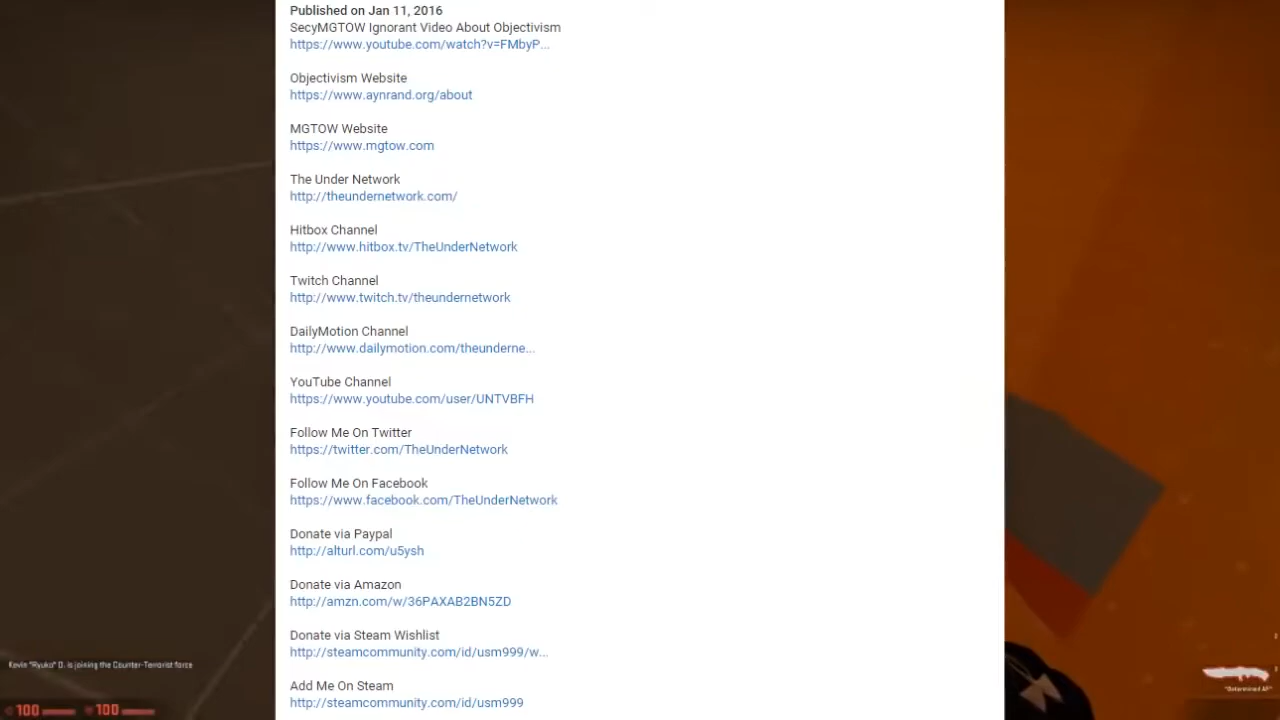 Published on Jan 11, 2016
SecyMGTOW Ignorant Video About Objectivism
https://www.youtube.com/watch?v=FMbyP...
Objectivism Website
https://www.aynrand.org/about
MGTOW Website
https://www.mgtow.com
The Under Network
http://theundernetwork.com/
Hitbox Channel
http://www.hitbox.tv/TheUnderNetwork
Twitch Channel
http://www.twitch.tv/theundernetwork
DailyMotion Channel
http://www.dailymotion.com/theunderne...
YouTube Channel
https://www.youtube.com/user/UNTVBFH
Follow Me On Twitter
https://twitter.com/TheUnderNetwork
Follow Me On Facebook
https://www.facebook.com/TheUnderNetwork
Donate via Paypal
http://alturl.com/u5ysh
Donate via Amazon
http://amzn.com/w/36PAXAB2BN5ZD
Donate via Steam Wishlist
http://steamcommunity.com/id/usm999/w...
Add Me On Steam
http://steamcommunity.com/id/usm999
Kevin "Ryuko" D. is joining the Counter-Terrorist force
100 100
"Determined AF"